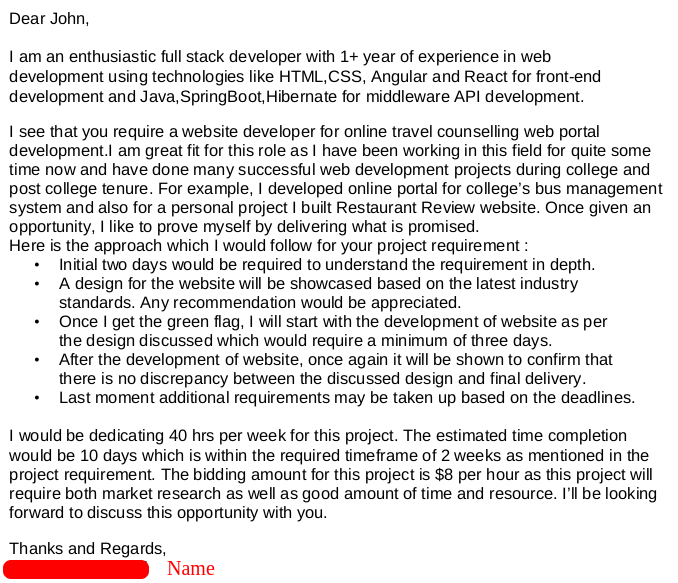 Dear John,
I am an enthusiastic full stack developer with 1+ year of experience in web
development using technologies like HTML,CSS, Angular and React for front-end
development and Java,SpringBoot,Hibernate for middleware API development.
I see that you require a website developer for online travel counselling web portal
development.I am great fit for this role as I have been working in this field for quite some
time now and have done many successful web development projects during college and
post college tenure. For example, I developed online portal for college’s bus management
system and also for a personal project I built Restaurant Review website. Once given an
opportunity, I like to prove myself by delivering what is promised.
Here is the approach which I would follow for your project requirement :
• Initial two days would be required to understand the requirement in depth.
• A design for the website will be showcased based on the latest industry
standards. Any recommendation would be appreciated.
• Once I get the green flag, I will start with the development of website as per
the design discussed which would require a minimum of three days.
• After the development of website, once again it will be shown to confirm that
there is no discrepancy between the discussed design and final delivery.
• Last moment additional requirements may be taken up based on the deadlines.
I would be dedicating 40 hrs per week for this project. The estimated time completion
would be 10 days which is within the required timeframe of 2 weeks as mentioned in the
project requirement. The bidding amount for this project is $8 per hour as this project will
require both market research as well as good amount of time and resource. I’ll be looking
forward to discuss this opportunity with you.
Thanks and Regards,
Name